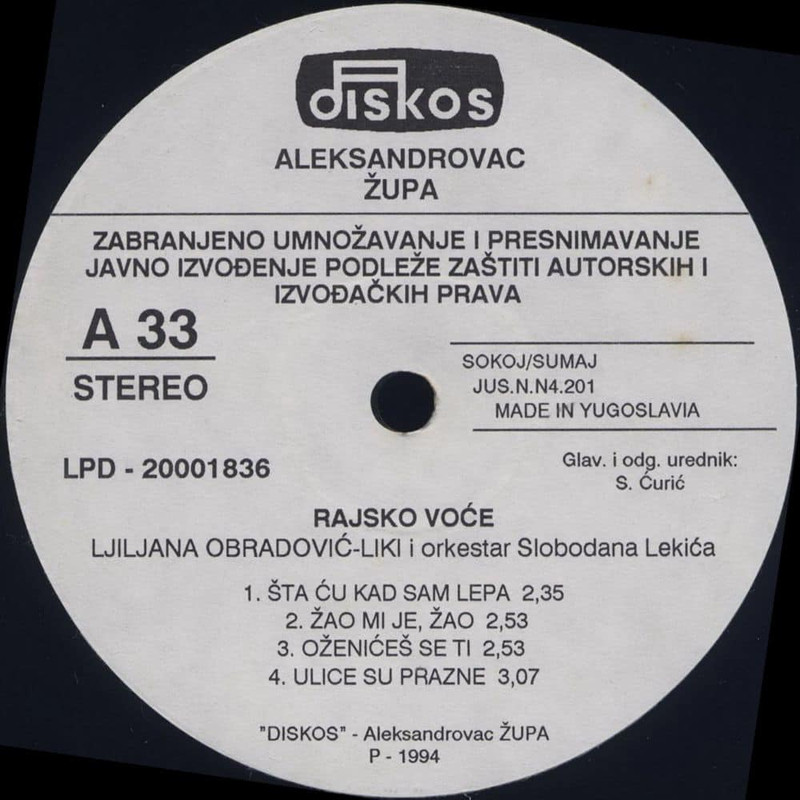 diskos
ALEKSANDROVAC
ŽUPA
ZABRANJENO UMNOŽAVANJE I PRESNIMAVANJE
JAVNO IZVOĐENJE PODLEŽE ZAŠTITI AUTORSKIH I
IZVOĐAČKIH PRAVA
A 33
STEREO
SOKOJ/SUMAJ
JUS.N.N4.201
MADE IN YUGOSLAVIA
LPD - 20001836
Glav. i odg. urednik:
S. Ćurić
RAJSKO VOĆE
LJILJANA OBRADOVIĆ-LIKI i orkestar Slobodana Lekića
1. ŠTA ĆU KAD SAM LEPA 2,35
2. ŽAO MI JE, ŽAO 2,53
3. OŽENIĆEŠ SE TI 2,53
4. ULICE SU PRAZNE 3,07
"DISKOS" - Aleksandrovac ŽUPA
P - 1994